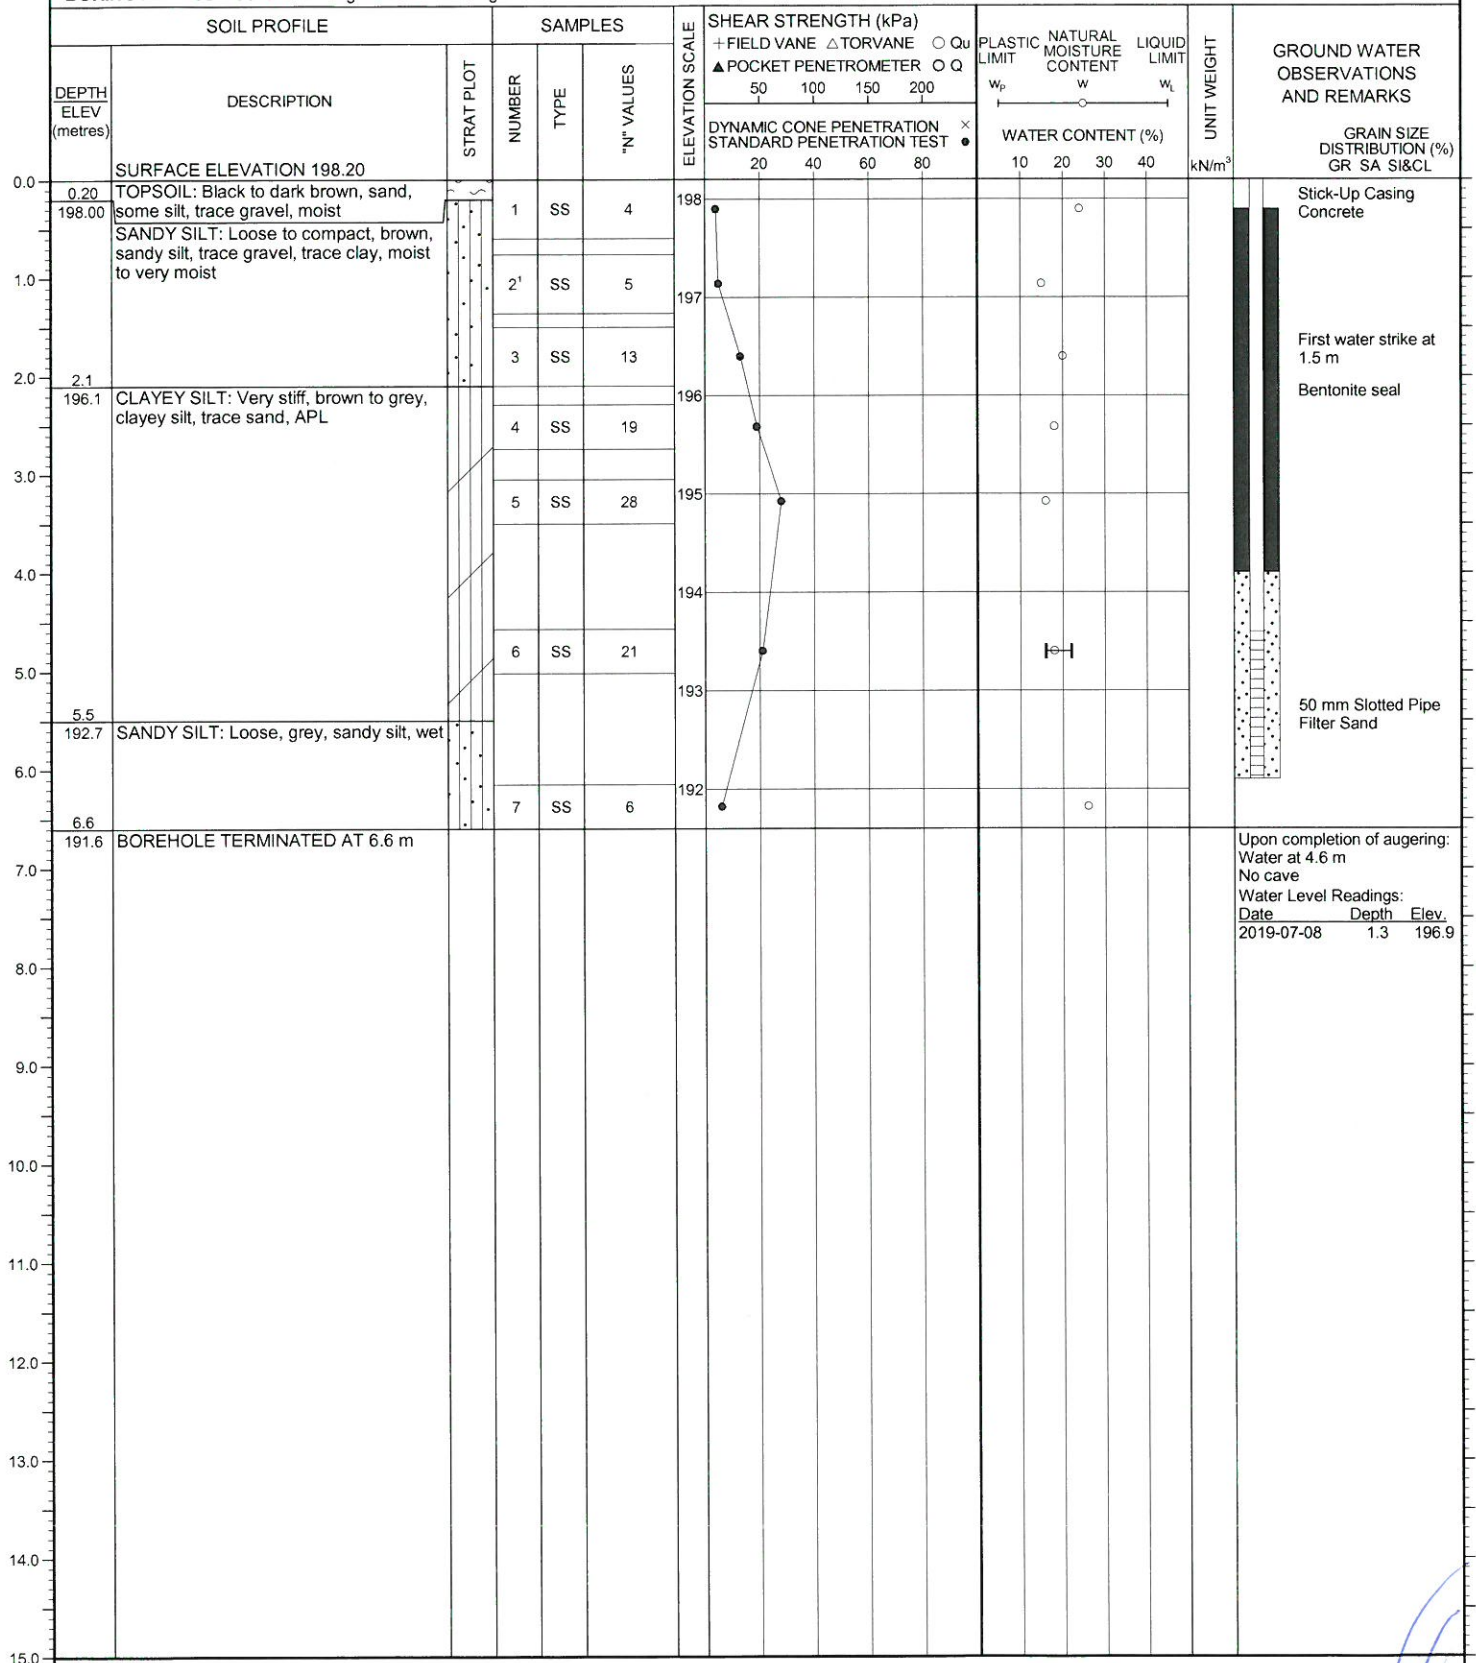 SOIL PROFILE
SAMPLES
DEPTH
ELEV
(metres)
DESCRIPTION
SURFACE ELEVATION 198.20
STRAT PLOT
NUMBER
TYPE
"N" VALUES
ELEVATION SCALE
SHEAR STRENGTH (kPa)
+FIELD VANE △TORVANE ○ Qu
▲POCKET PENETROMETER O Q
50 100 150 200
DYNAMIC CONE PENETRATION ×
STANDARD PENETRATION TEST ●
20 40 60 80
PLASTIC LIMIT
NATURAL MOISTURE CONTENT
LIQUID LIMIT
WP W WL
WATER CONTENT (%)
10 20 30 40
UNIT WEIGHT
kN/m³
GROUND WATER
OBSERVATIONS
AND REMARKS
GRAIN SIZE
DISTRIBUTION (%)
GR SA SI&CL
0.0
0.20
198.00
TOPSOIL: Black to dark brown, sand,
some silt, trace gravel, moist
SANDY SILT: Loose to compact, brown,
sandy silt, trace gravel, trace clay, moist
to very moist
1 SS 4
198
Stick-Up Casing
Concrete
1.0
2¹ SS 5
197
3 SS 13
First water strike at
1.5 m
2.0
2.1
196.1
CLAYEY SILT: Very stiff, brown to grey,
clayey silt, trace sand, APL
196
Bentonite seal
4 SS 19
3.0
5 SS 28
195
4.0
194
6 SS 21
5.0
193
5.5
192.7
SANDY SILT: Loose, grey, sandy silt, wet
50 mm Slotted Pipe
Filter Sand
6.0
192
7 SS 6
6.6
191.6
BOREHOLE TERMINATED AT 6.6 m
Upon completion of augering:
Water at 4.6 m
No cave
Water Level Readings:
Date Depth Elev.
2019-07-08 1.3 196.9
7.0
8.0
9.0
10.0
11.0
12.0
13.0
14.0
15.0